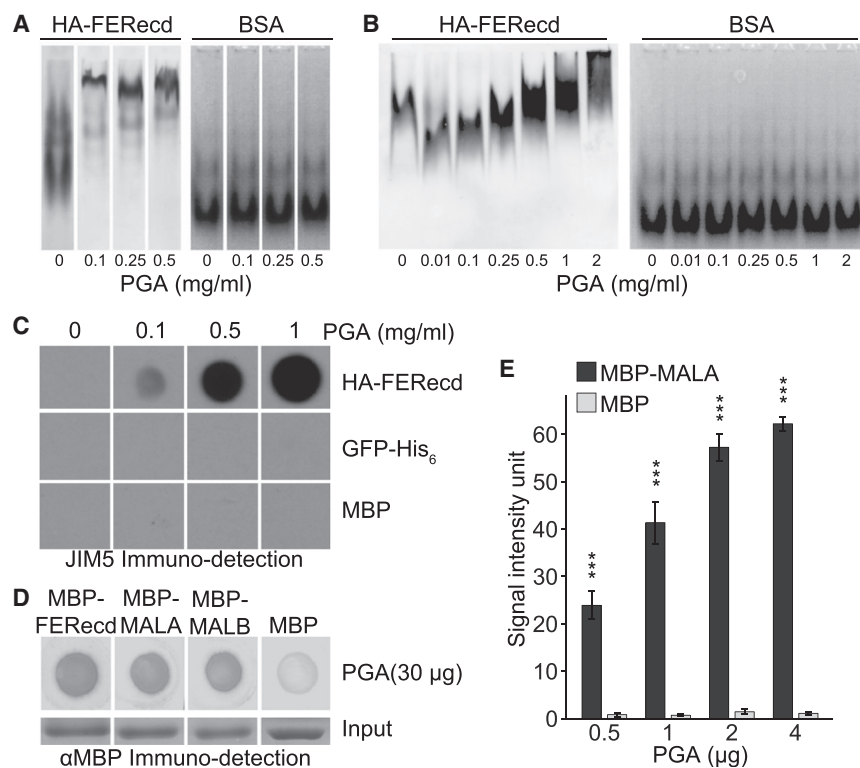 A HA-FERecd BSA
0 0.1 0.25 0.5 0 0.1 0.25 0.5
PGA (mg/ml)
B HA-FERecd BSA
0 0.01 0.1 0.25 0.5 1 2 0 0.01 0.1 0.25 0.5 1 2
PGA (mg/ml)
C 0 0.1 0.5 1 PGA (mg/ml)
HA-FERecd
GFP-His₆
MBP
JIM5 Immuno-detection
D MBP- MBP- MBP-
FERecd MALA MALB MBP
PGA(30 µg)
Input
αMBP Immuno-detection
E MBP-MALA
MBP
Signal intensity unit
60
50
40
30
20
10
0
*** *** *** ***
0.5 1 2 4
PGA (µg)